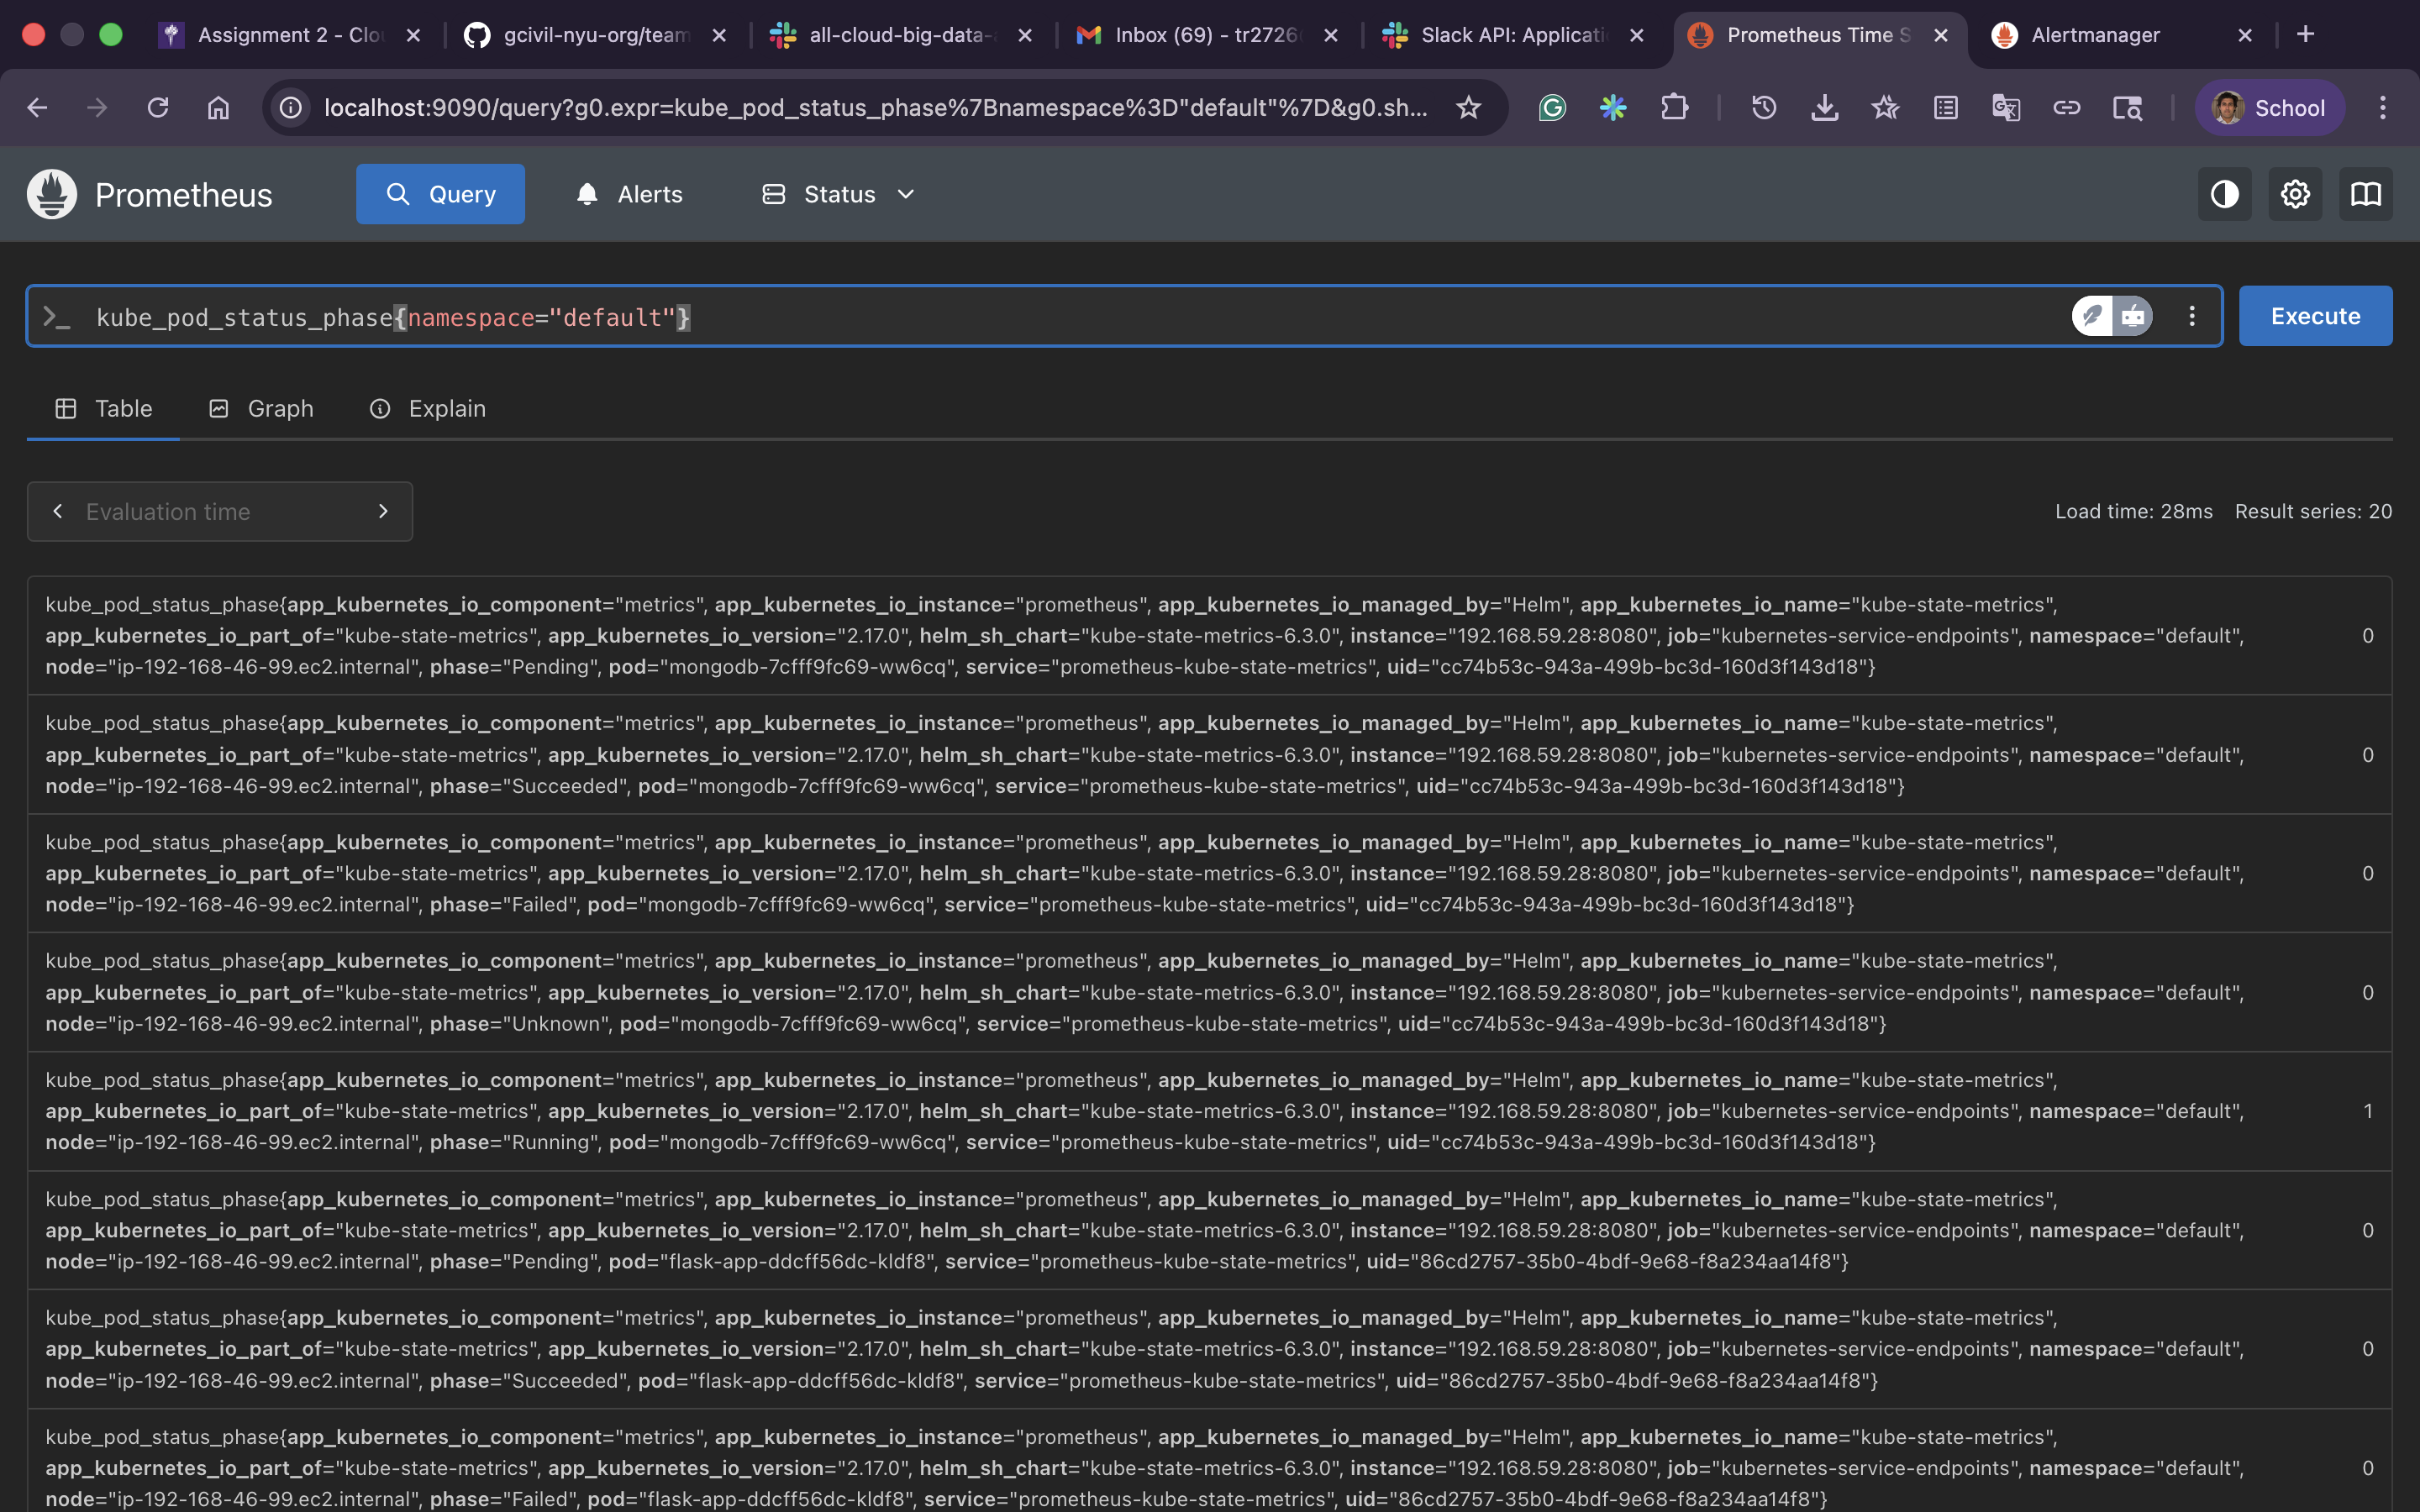 Assignment 2 - Clou
gcivil-nyu-org/team
all-cloud-big-data-
Inbox (69) - tr2726
Slack API: Applicati
Prometheus Time S
Alertmanager
localhost:9090/query?g0.expr=kube_pod_status_phase%7Bnamespace%3D"default"%7D&g0.sh...
School
Prometheus
Query
Alerts
Status
kube_pod_status_phase{namespace="default"}
Execute
Table
Graph
Explain
Evaluation time
Load time: 28ms Result series: 20
kube_pod_status_phase{app_kubernetes_io_component="metrics", app_kubernetes_io_instance="prometheus", app_kubernetes_io_managed_by="Helm", app_kubernetes_io_name="kube-state-metrics",
app_kubernetes_io_part_of="kube-state-metrics", app_kubernetes_io_version="2.17.0", helm_sh_chart="kube-state-metrics-6.3.0", instance="192.168.59.28:8080", job="kubernetes-service-endpoints", namespace="default", 0
node="ip-192-168-46-99.ec2.internal", phase="Pending", pod="mongodb-7cfff9fc69-ww6cq", service="prometheus-kube-state-metrics", uid="cc74b53c-943a-499b-bc3d-160d3f143d18"}
kube_pod_status_phase{app_kubernetes_io_component="metrics", app_kubernetes_io_instance="prometheus", app_kubernetes_io_managed_by="Helm", app_kubernetes_io_name="kube-state-metrics",
app_kubernetes_io_part_of="kube-state-metrics", app_kubernetes_io_version="2.17.0", helm_sh_chart="kube-state-metrics-6.3.0", instance="192.168.59.28:8080", job="kubernetes-service-endpoints", namespace="default", 0
node="ip-192-168-46-99.ec2.internal", phase="Succeeded", pod="mongodb-7cfff9fc69-ww6cq", service="prometheus-kube-state-metrics", uid="cc74b53c-943a-499b-bc3d-160d3f143d18"}
kube_pod_status_phase{app_kubernetes_io_component="metrics", app_kubernetes_io_instance="prometheus", app_kubernetes_io_managed_by="Helm", app_kubernetes_io_name="kube-state-metrics",
app_kubernetes_io_part_of="kube-state-metrics", app_kubernetes_io_version="2.17.0", helm_sh_chart="kube-state-metrics-6.3.0", instance="192.168.59.28:8080", job="kubernetes-service-endpoints", namespace="default", 0
node="ip-192-168-46-99.ec2.internal", phase="Failed", pod="mongodb-7cfff9fc69-ww6cq", service="prometheus-kube-state-metrics", uid="cc74b53c-943a-499b-bc3d-160d3f143d18"}
kube_pod_status_phase{app_kubernetes_io_component="metrics", app_kubernetes_io_instance="prometheus", app_kubernetes_io_managed_by="Helm", app_kubernetes_io_name="kube-state-metrics",
app_kubernetes_io_part_of="kube-state-metrics", app_kubernetes_io_version="2.17.0", helm_sh_chart="kube-state-metrics-6.3.0", instance="192.168.59.28:8080", job="kubernetes-service-endpoints", namespace="default", 0
node="ip-192-168-46-99.ec2.internal", phase="Unknown", pod="mongodb-7cfff9fc69-ww6cq", service="prometheus-kube-state-metrics", uid="cc74b53c-943a-499b-bc3d-160d3f143d18"}
kube_pod_status_phase{app_kubernetes_io_component="metrics", app_kubernetes_io_instance="prometheus", app_kubernetes_io_managed_by="Helm", app_kubernetes_io_name="kube-state-metrics",
app_kubernetes_io_part_of="kube-state-metrics", app_kubernetes_io_version="2.17.0", helm_sh_chart="kube-state-metrics-6.3.0", instance="192.168.59.28:8080", job="kubernetes-service-endpoints", namespace="default", 1
node="ip-192-168-46-99.ec2.internal", phase="Running", pod="mongodb-7cfff9fc69-ww6cq", service="prometheus-kube-state-metrics", uid="cc74b53c-943a-499b-bc3d-160d3f143d18"}
kube_pod_status_phase{app_kubernetes_io_component="metrics", app_kubernetes_io_instance="prometheus", app_kubernetes_io_managed_by="Helm", app_kubernetes_io_name="kube-state-metrics",
app_kubernetes_io_part_of="kube-state-metrics", app_kubernetes_io_version="2.17.0", helm_sh_chart="kube-state-metrics-6.3.0", instance="192.168.59.28:8080", job="kubernetes-service-endpoints", namespace="default", 0
node="ip-192-168-46-99.ec2.internal", phase="Pending", pod="flask-app-ddcff56dc-kldf8", service="prometheus-kube-state-metrics", uid="86cd2757-35b0-4bdf-9e68-f8a234aa14f8"}
kube_pod_status_phase{app_kubernetes_io_component="metrics", app_kubernetes_io_instance="prometheus", app_kubernetes_io_managed_by="Helm", app_kubernetes_io_name="kube-state-metrics",
app_kubernetes_io_part_of="kube-state-metrics", app_kubernetes_io_version="2.17.0", helm_sh_chart="kube-state-metrics-6.3.0", instance="192.168.59.28:8080", job="kubernetes-service-endpoints", namespace="default", 0
node="ip-192-168-46-99.ec2.internal", phase="Succeeded", pod="flask-app-ddcff56dc-kldf8", service="prometheus-kube-state-metrics", uid="86cd2757-35b0-4bdf-9e68-f8a234aa14f8"}
kube_pod_status_phase{app_kubernetes_io_component="metrics", app_kubernetes_io_instance="prometheus", app_kubernetes_io_managed_by="Helm", app_kubernetes_io_name="kube-state-metrics",
app_kubernetes_io_part_of="kube-state-metrics", app_kubernetes_io_version="2.17.0", helm_sh_chart="kube-state-metrics-6.3.0", instance="192.168.59.28:8080", job="kubernetes-service-endpoints", namespace="default", 0
node="ip-192-168-46-99.ec2.internal", phase="Failed", pod="flask-app-ddcff56dc-kldf8", service="prometheus-kube-state-metrics", uid="86cd2757-35b0-4bdf-9e68-f8a234aa14f8"}